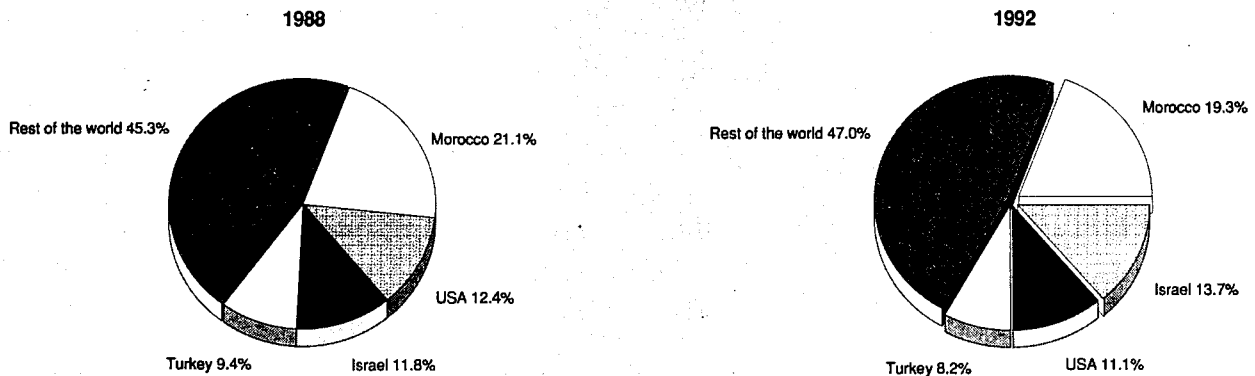 1988
Rest of the world 45.3%
Morocco 21.1%
USA 12.4%
Israel 11.8%
Turkey 9.4%
1992
Rest of the world 47.0%
Morocco 19.3%
Israel 13.7%
USA 11.1%
Turkey 8.2%